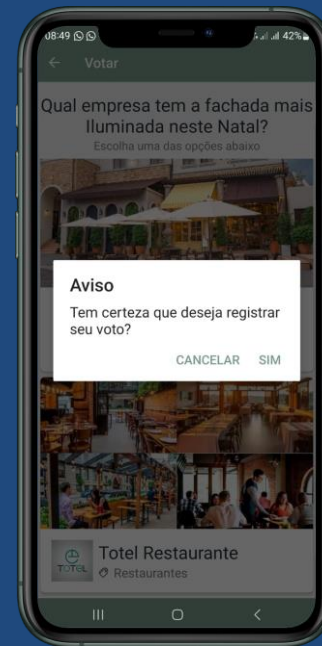 08:49
42%
Votar
Qual empresa tem a fachada mais
Iluminada neste Natal?
Escolha uma das opções abaixo
Aviso
Tem certeza que deseja registrar
seu voto?
CANCELAR SIM
TOTEL
Totel Restaurante
Restaurantes